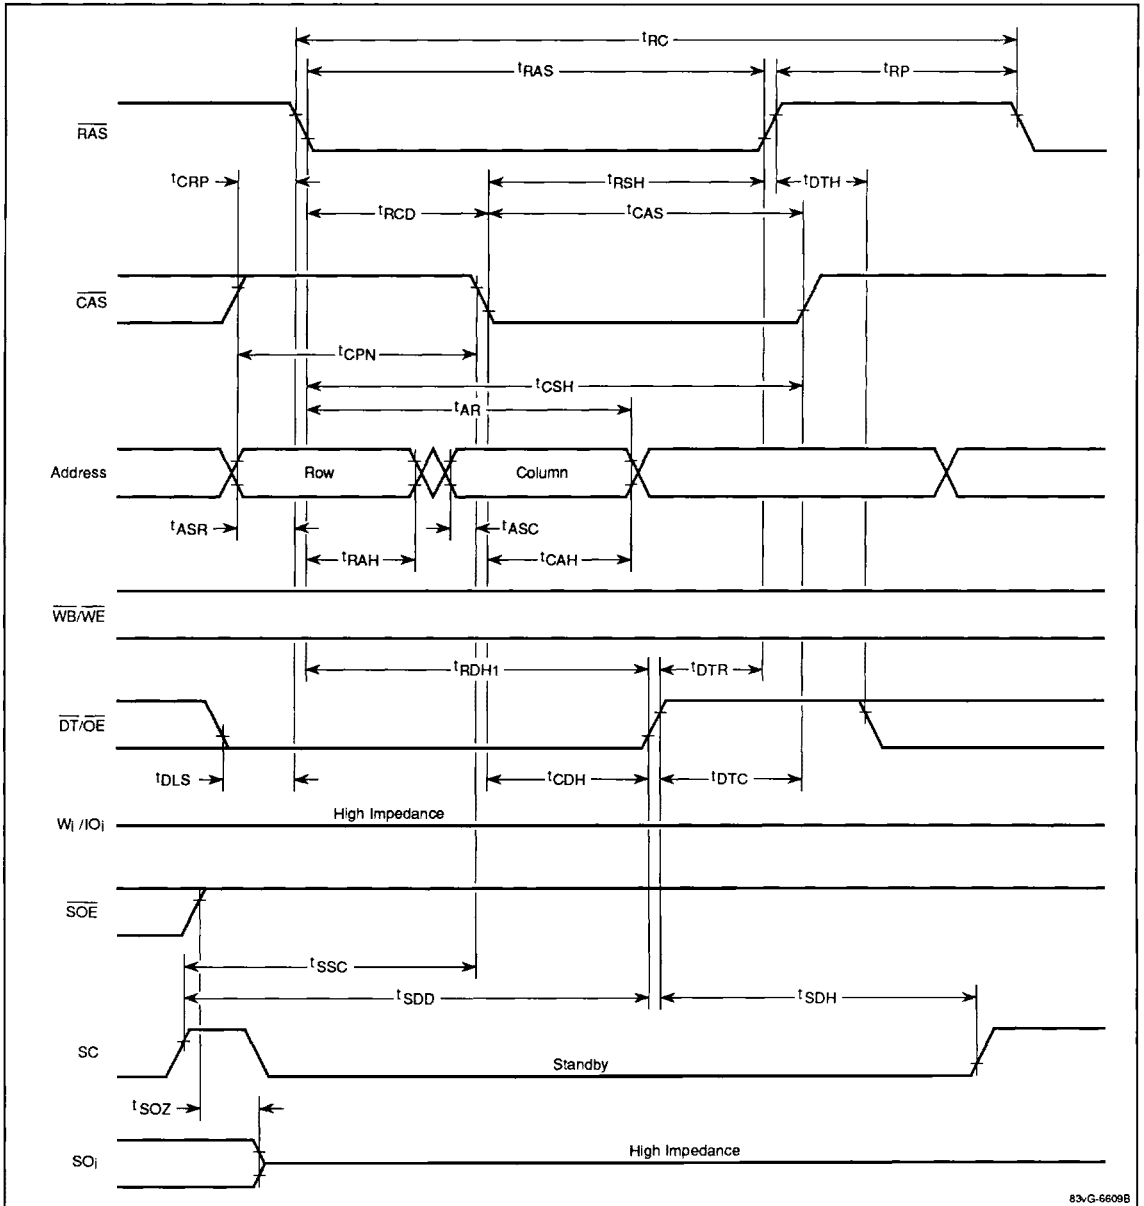 tRC
tRAS
tRP
RAS
tCRP
tRSH
tDTH
tRCD
tCAS
CAS
tCPN
tCSH
tAR
Address
Row
Column
tASR
tASC
tRAH
tCAH
WB/WE
tRDH1
tDTR
DT/OE
tDLS
tCDH
tDTC
High Impedance
Wi /IOi
SOE
tSSC
tSDD
tSDH
SC
Standby
tSOZ
High Impedance
SOi
83vG-6609B